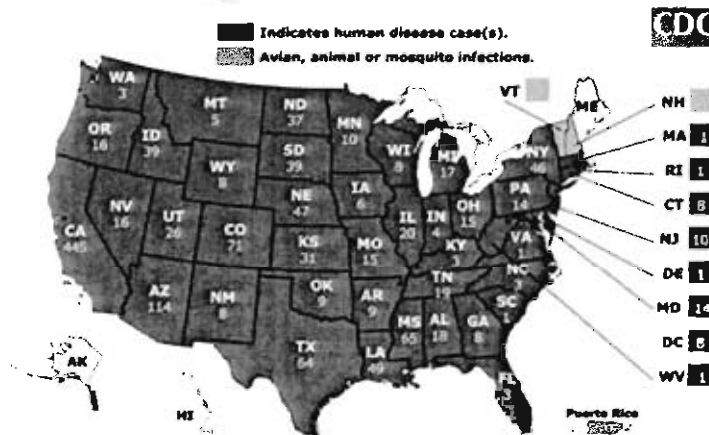 Indicates human disease case(s).
CDC
Avian, animal or mosquito infections.
WA
3
MT
5
ND
37
MN
10
VT
ME
NH
OR
16
ID
39
SD
39
WI
8
MI
17
NY
MA 1
WY
8
RI 1
IA
6
PA
14
CT
NV
16
NE
47
OH
15
NJ 10
CA
UT
26
CO
71
IL
20
IN
4
DE 1
KS
31
MO
15
KY
3
VA
1
MD 14
AZ
114
NM
8
OK
9
AR
9
TN
19
NC
3
DC
SC
1
WV 1
MS
65
AL
18
GA
8
TX
LA
49
AK
FL
3
HI
Puerto Rico